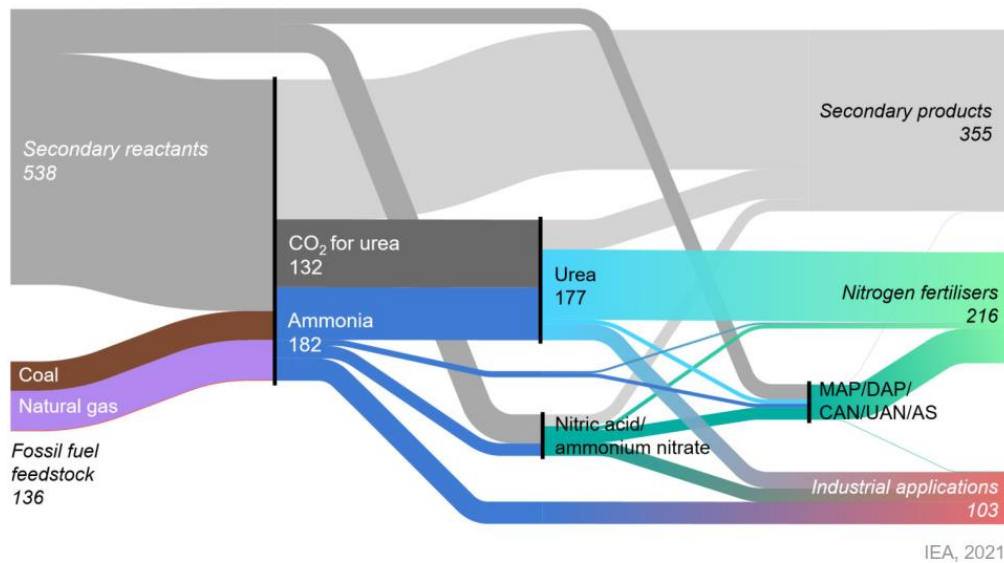 Secondary reactants
538
Coal
Natural gas
Fossil fuel
feedstock
136
CO₂ for urea
132
Ammonia
182
Urea
177
Nitric acid/
ammonium nitrate
MAP/DAP/
CAN/UAN/AS
Secondary products
355
Nitrogen fertilisers
216
Industrial applications
103
IEA, 2021